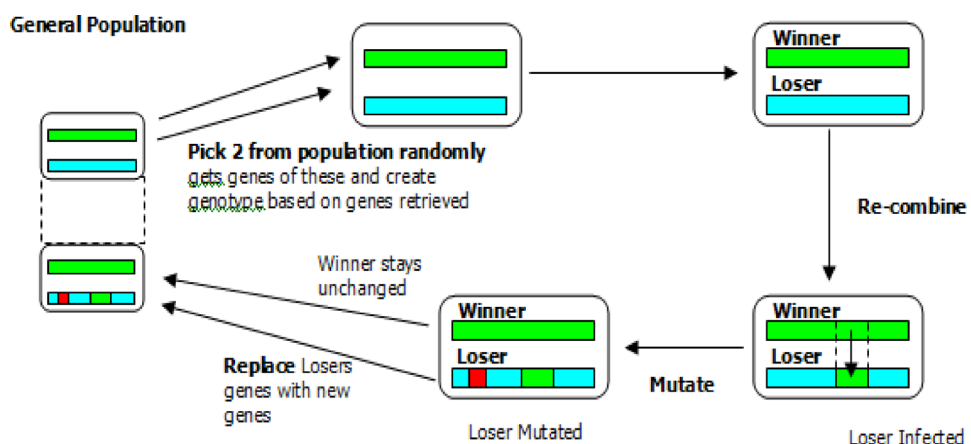 General Population
Pick 2 from population randomly
gets genes of these and create
genotype based on genes retrieved
Winner
Loser
Re-combine
Winner
Loser
Loser Infected
Mutate
Winner
Loser
Loser Mutated
Winner stays
unchanged
Replace Losers
genes with new
genes